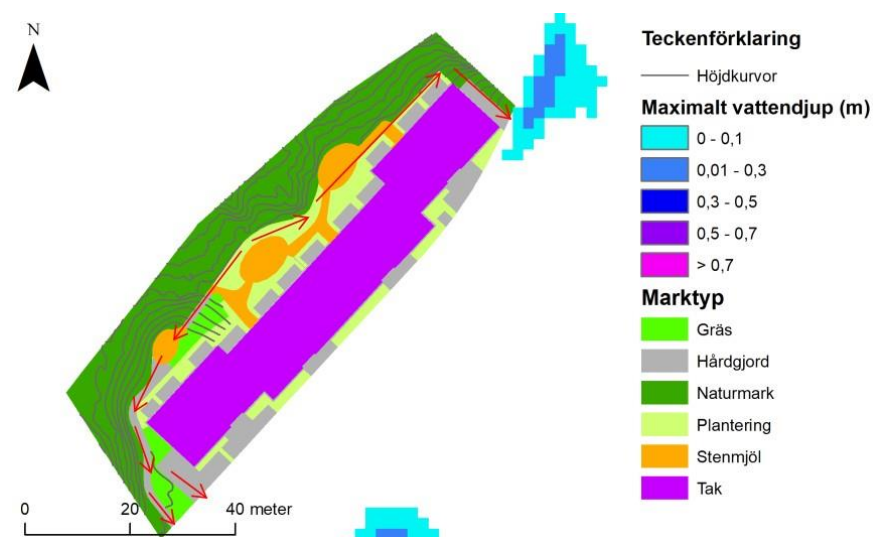 N
Teckenförklaring
Höjdkurvor
Maximalt vattendjup (m)
0 - 0,1
0,01 - 0,3
0,3 - 0,5
0,5 - 0,7
> 0,7
Marktyp
Gräs
Hårdgjord
Naturmark
Plantering
Stenmjöl
Tak
0 20 40 meter